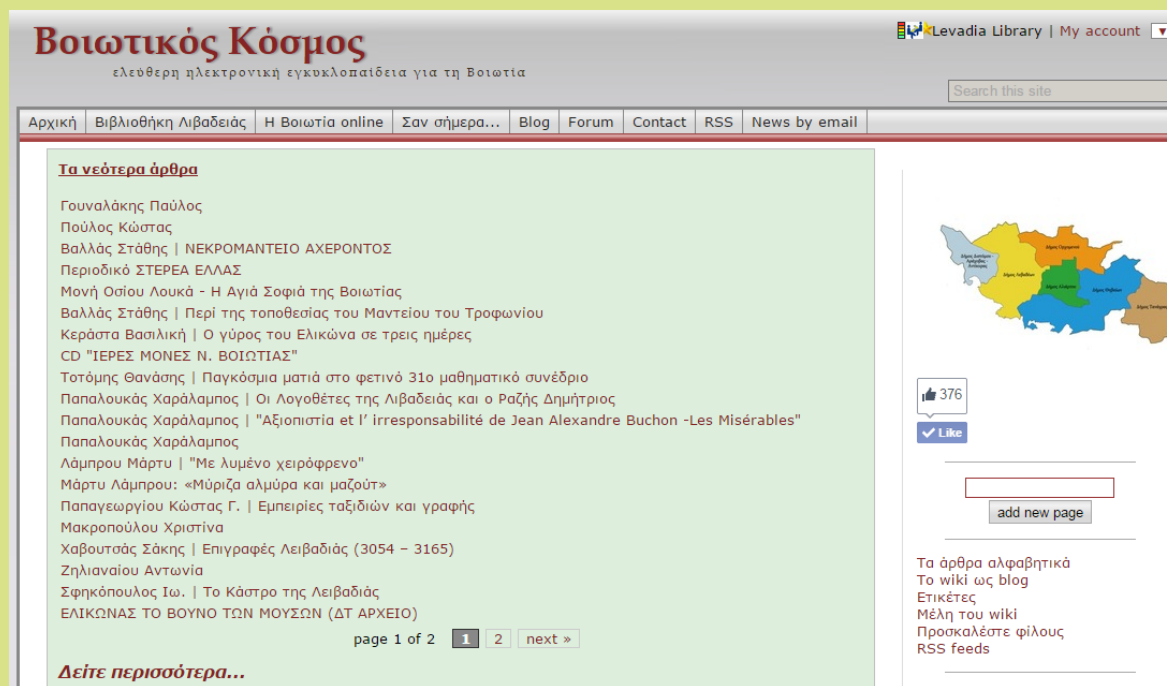 Βοιωτικός Κόσμος
ελεύθερη ηλεκτρονική εγκυκλοπαίδεια για τη Βοιωτία
Levadia Library | My account
Search this site
Αρχική Βιβλιοθήκη Λιβαδειάς Η Βοιωτία online Σαν σήμερα... Blog Forum Contact RSS News by email
Τα νεότερα άρθρα
Γουναλάκης Παύλος
Πούλος Κώστας
Βαλλάς Στάθης | ΝΕΚΡΟΜΑΝΤΕΙΟ ΑΧΕΡΟΝΤΟΣ
Περιοδικό ΣΤΕΡΕΑ ΕΛΛΑΣ
Μονή Οσίου Λουκά - Η Αγιά Σοφιά της Βοιωτίας
Βαλλάς Στάθης | Περί της τοποθεσίας του Μαντείου του Τροφωνίου
Κεράστα Βασιλική | Ο γύρος του Ελικώνα σε τρεις ημέρες
CD "ΙΕΡΕΣ ΜΟΝΕΣ Ν. ΒΟΙΩΤΙΑΣ"
Τοτόμης Θανάσης | Παγκόσμια ματιά στο φετινό 31ο μαθηματικό συνέδριο
Παπαλουκάς Χαράλαμπος | Οι Λογοθέτες της Λιβαδειάς και ο Ραζής Δημήτριος
Παπαλουκάς Χαράλαμπος | "Αξιοπιστία et l' irresponsabilité de Jean Alexandre Buchon -Les Misérables"
Παπαλουκάς Χαράλαμπος
Λάμπρου Μάρτυ | "Με λυμένο χειρόφρενο"
Μάρτυ Λάμπρου: «Μύριζα αλμύρα και μαζούτ»
Παπαγεωργίου Κώστας Γ. | Εμπειρίες ταξιδιών και γραφής
Μακροπούλου Χριστίνα
Χαβουτσάς Σάκης | Επιγραφές Λειβαδιάς (3054 – 3165)
Ζηλιαναίου Αντωνία
Σφηκόπουλος Ιω. | Το Κάστρο της Λειβαδιάς
ΕΛΙΚΩΝΑΣ ΤΟ ΒΟΥΝΟ ΤΩΝ ΜΟΥΣΩΝ (ΔΤ ΑΡΧΕΙΟ)
page 1 of 2 1 2 next »
Δείτε περισσότερα...
376
Like
add new page
Τα άρθρα αλφαβητικά
Το wiki ως blog
Ετικέτες
Μέλη του wiki
Προσκαλέστε φίλους
RSS feeds